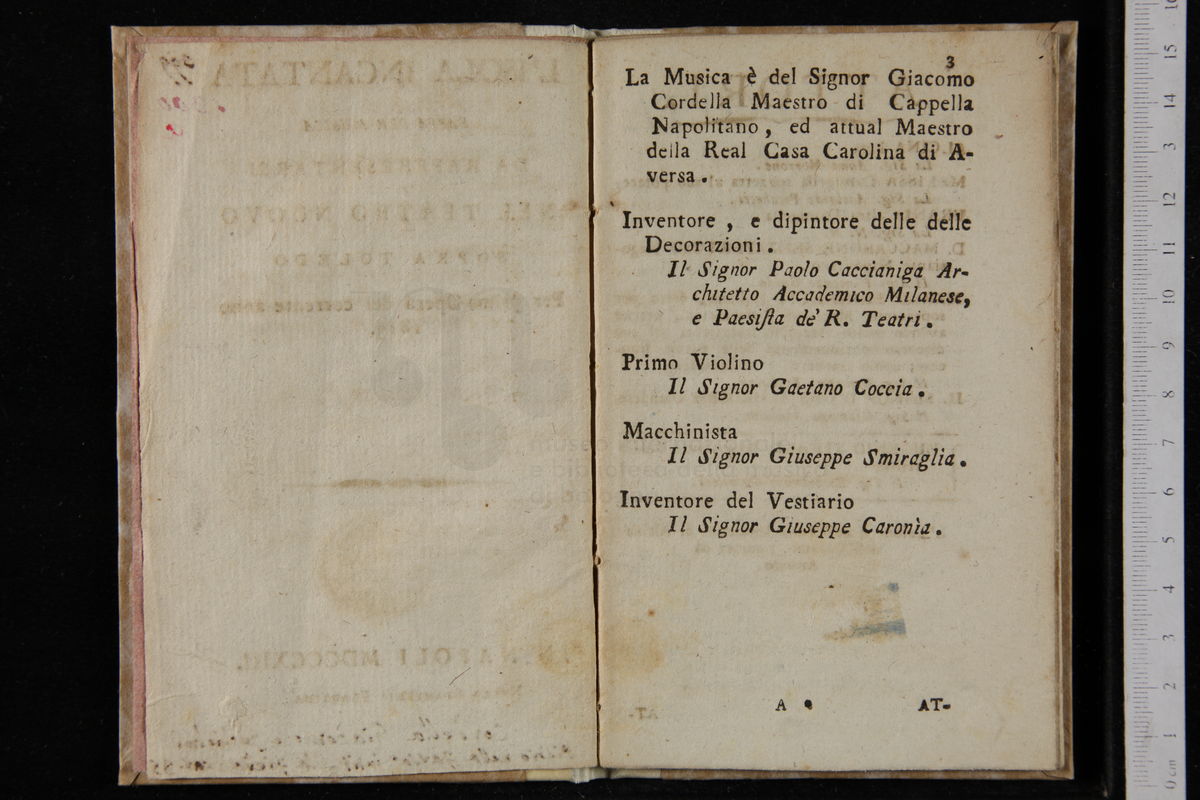 3
La Musica è del Signor Giacomo
Cordella Maestro di Cappella
Napolitano, ed attual Maestro
della Real Casa Carolina di A-
versa.
Inventore, e dipintore delle delle
Decorazioni.
Il Signor Paolo Caccianiga Ar-
chitetto Accademico Milanese,
e Paesista de' R. Teatri.
Primo Violino
Il Signor Gaetano Coccia.
Macchinista
Il Signor Giuseppe Smiraglia.
Inventore del Vestiario
Il Signor Giuseppe Caronìa.
A
AT-